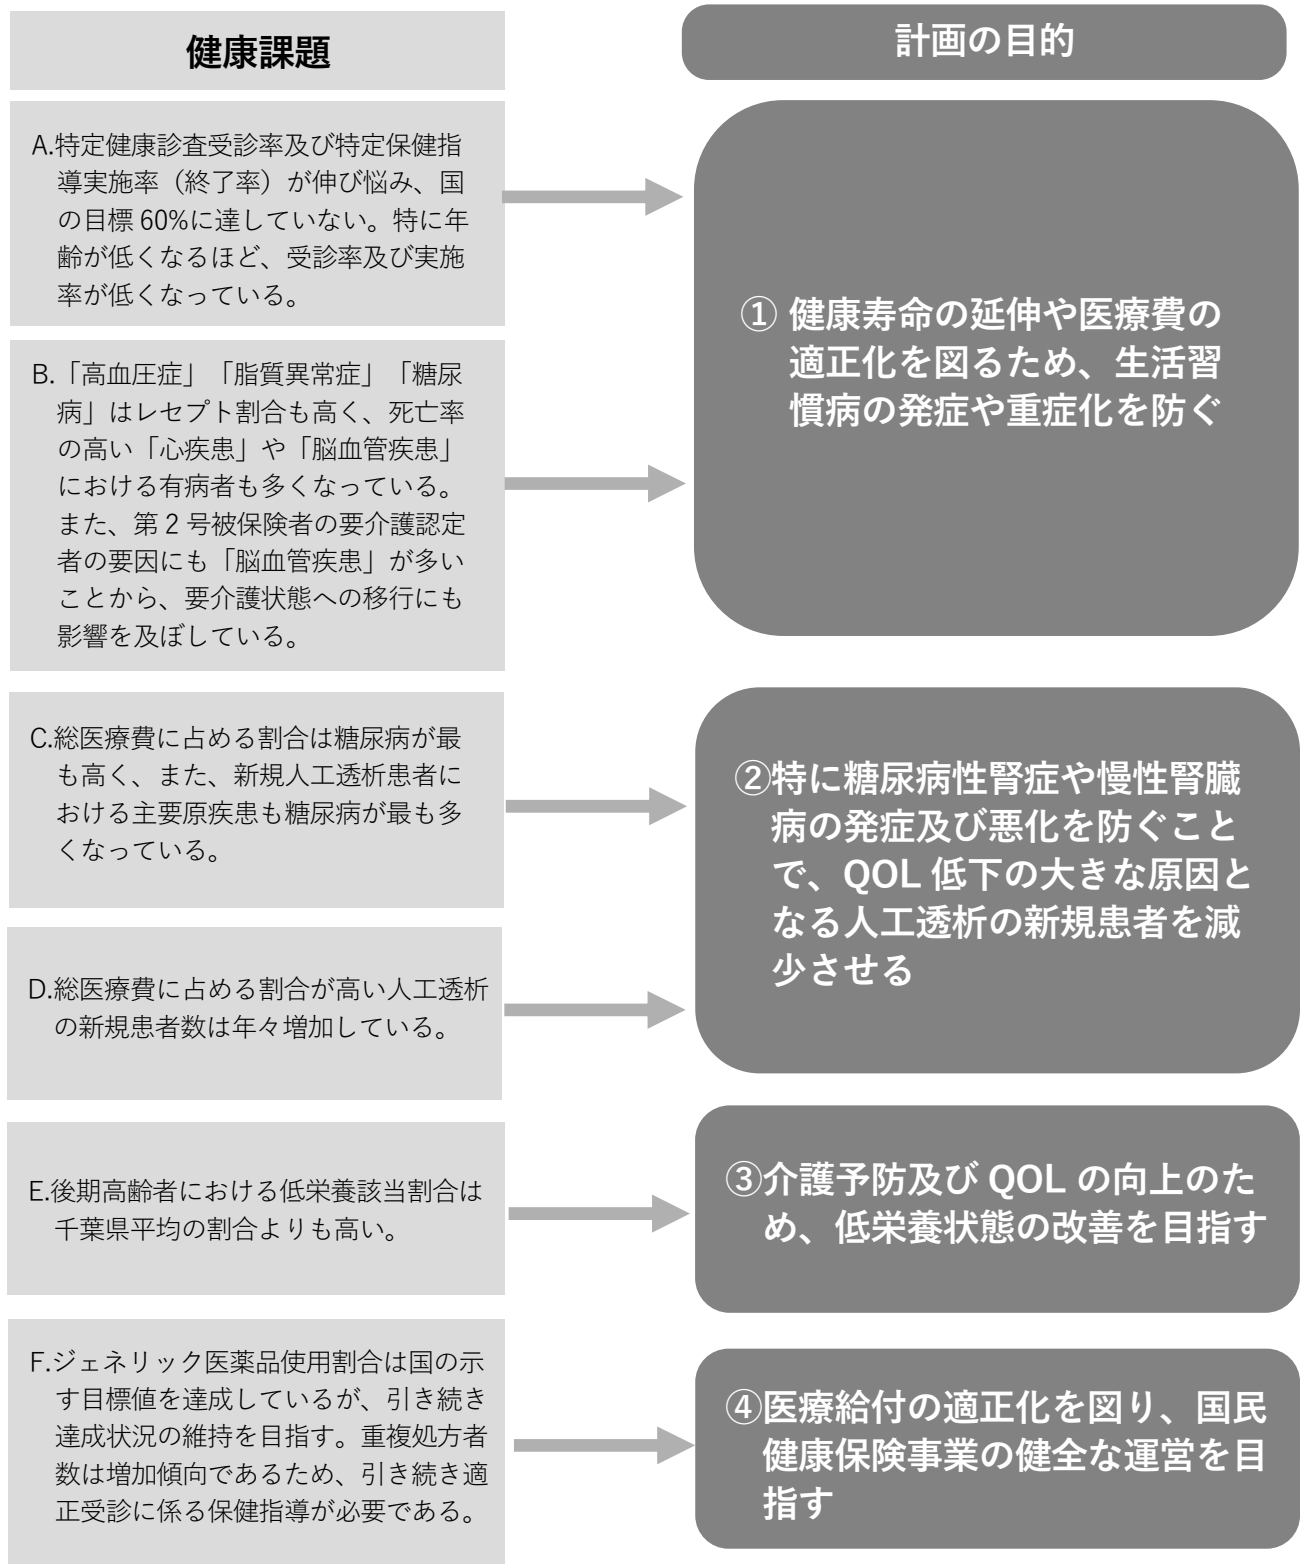 健康課題
計画の目的
A.特定健康診査受診率及び特定保健指
導実施率（終了率）が伸び悩み、国
の目標 60%に達していない。特に年
齢が低くなるほど、受診率及び実施
率が低くなっている。
B.「高血圧症」「脂質異常症」「糖尿
病」はレセプト割合も高く、死亡率
の高い「心疾患」や「脳血管疾患」
における有病者も多くなっている。
また、第 2 号被保険者の要介護認定
者の要因にも「脳血管疾患」が多い
ことから、要介護状態への移行にも
影響を及ぼしている。
① 健康寿命の延伸や医療費の
適正化を図るため、生活習
慣病の発症や重症化を防ぐ
C.総医療費に占める割合は糖尿病が最
も高く、また、新規人工透析患者に
おける主要原疾患も糖尿病が最も多
くなっている。
D.総医療費に占める割合が高い人工透析
の新規患者数は年々増加している。
②特に糖尿病性腎症や慢性腎臓
病の発症及び悪化を防ぐこと
で、QOL 低下の大きな原因と
なる人工透析の新規患者を減
少させる
E.後期高齢者における低栄養該当割合は
千葉県平均の割合よりも高い。
③介護予防及び QOL の向上のた
め、低栄養状態の改善を目指す
F.ジェネリック医薬品使用割合は国の示
す目標値を達成しているが、引き続き
達成状況の維持を目指す。重複処方者
数は増加傾向であるため、引き続き適
正受診に係る保健指導が必要である。
④医療給付の適正化を図り、国民
健康保険事業の健全な運営を目
指す